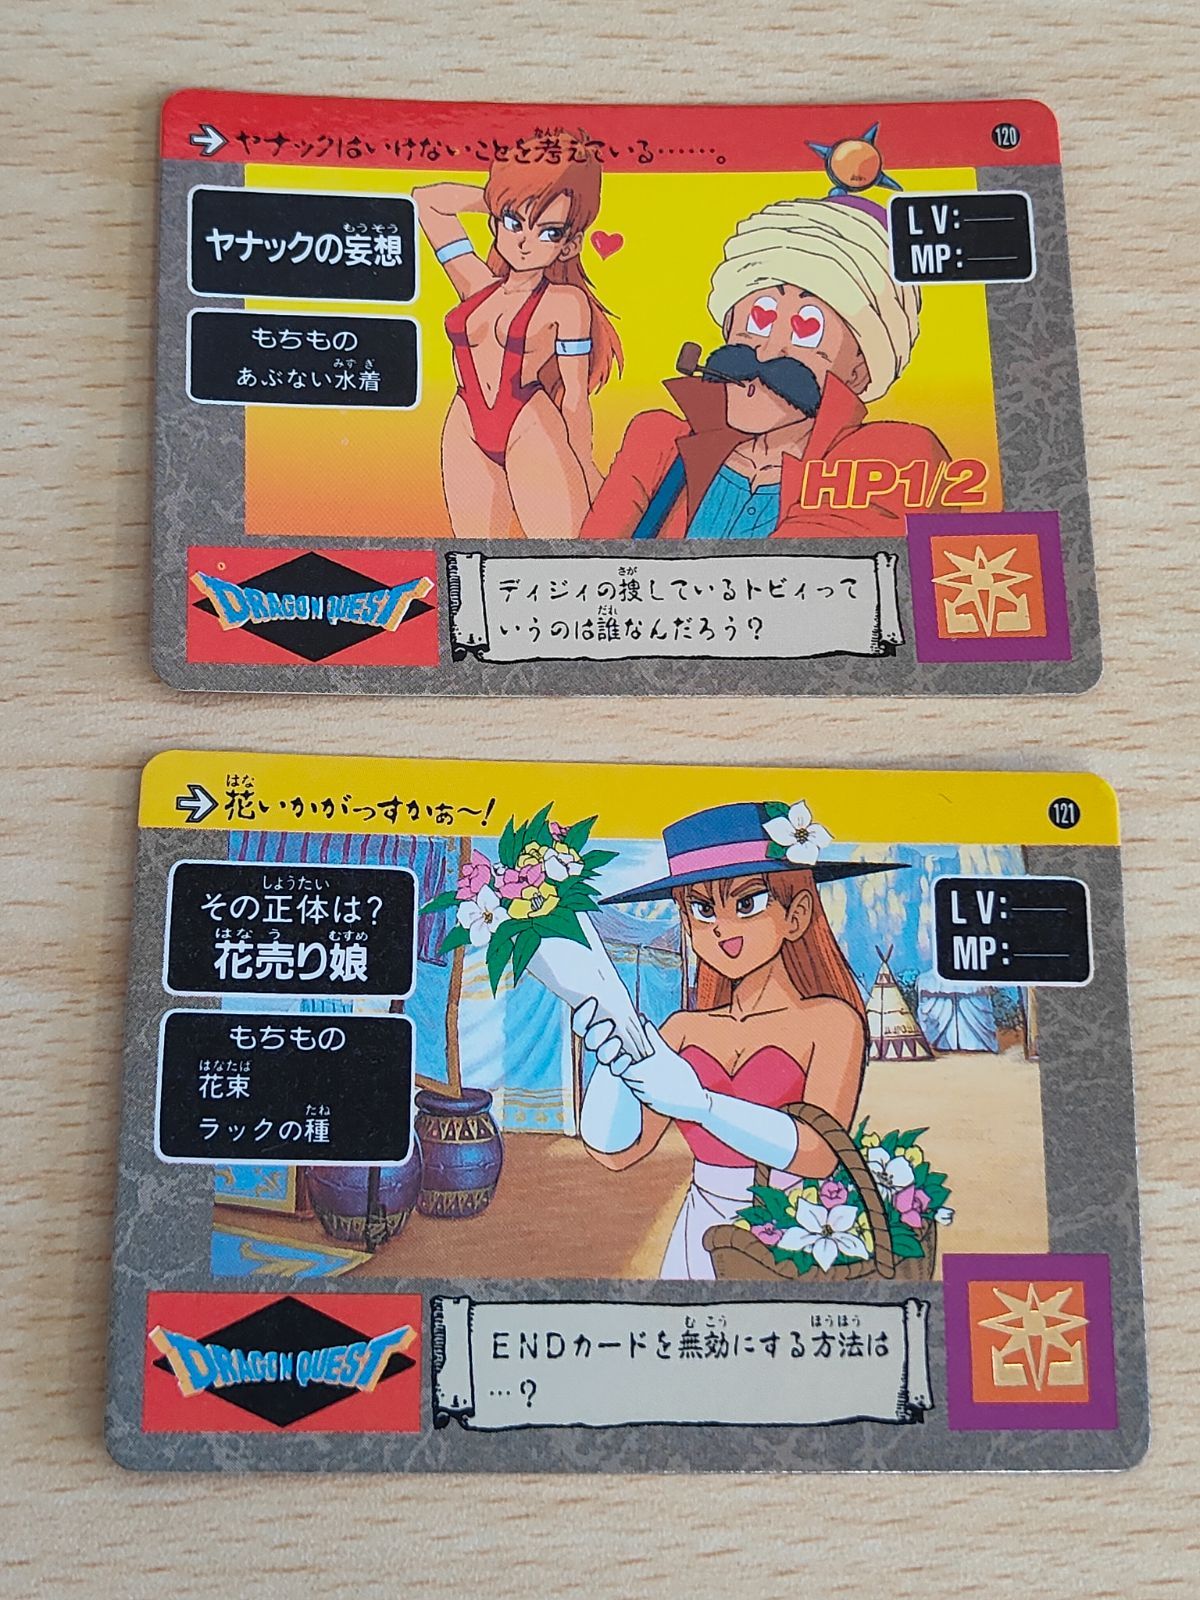 ヤナックはいけないことを考えている……。
120
ヤナックの妄想
もちもの
あぶない水着
LV:—
MP:—
HP1/2
DRAGON QUEST
ディジィの捜しているトビィって
いうのは誰なんだろう?
花いかがっすかぁ〜!
121
その正体は?
花売り娘
もちもの
花束
ラックの種
LV:—
MP:—
DRAGON QUEST
ENDカードを無効にする方法は
…?